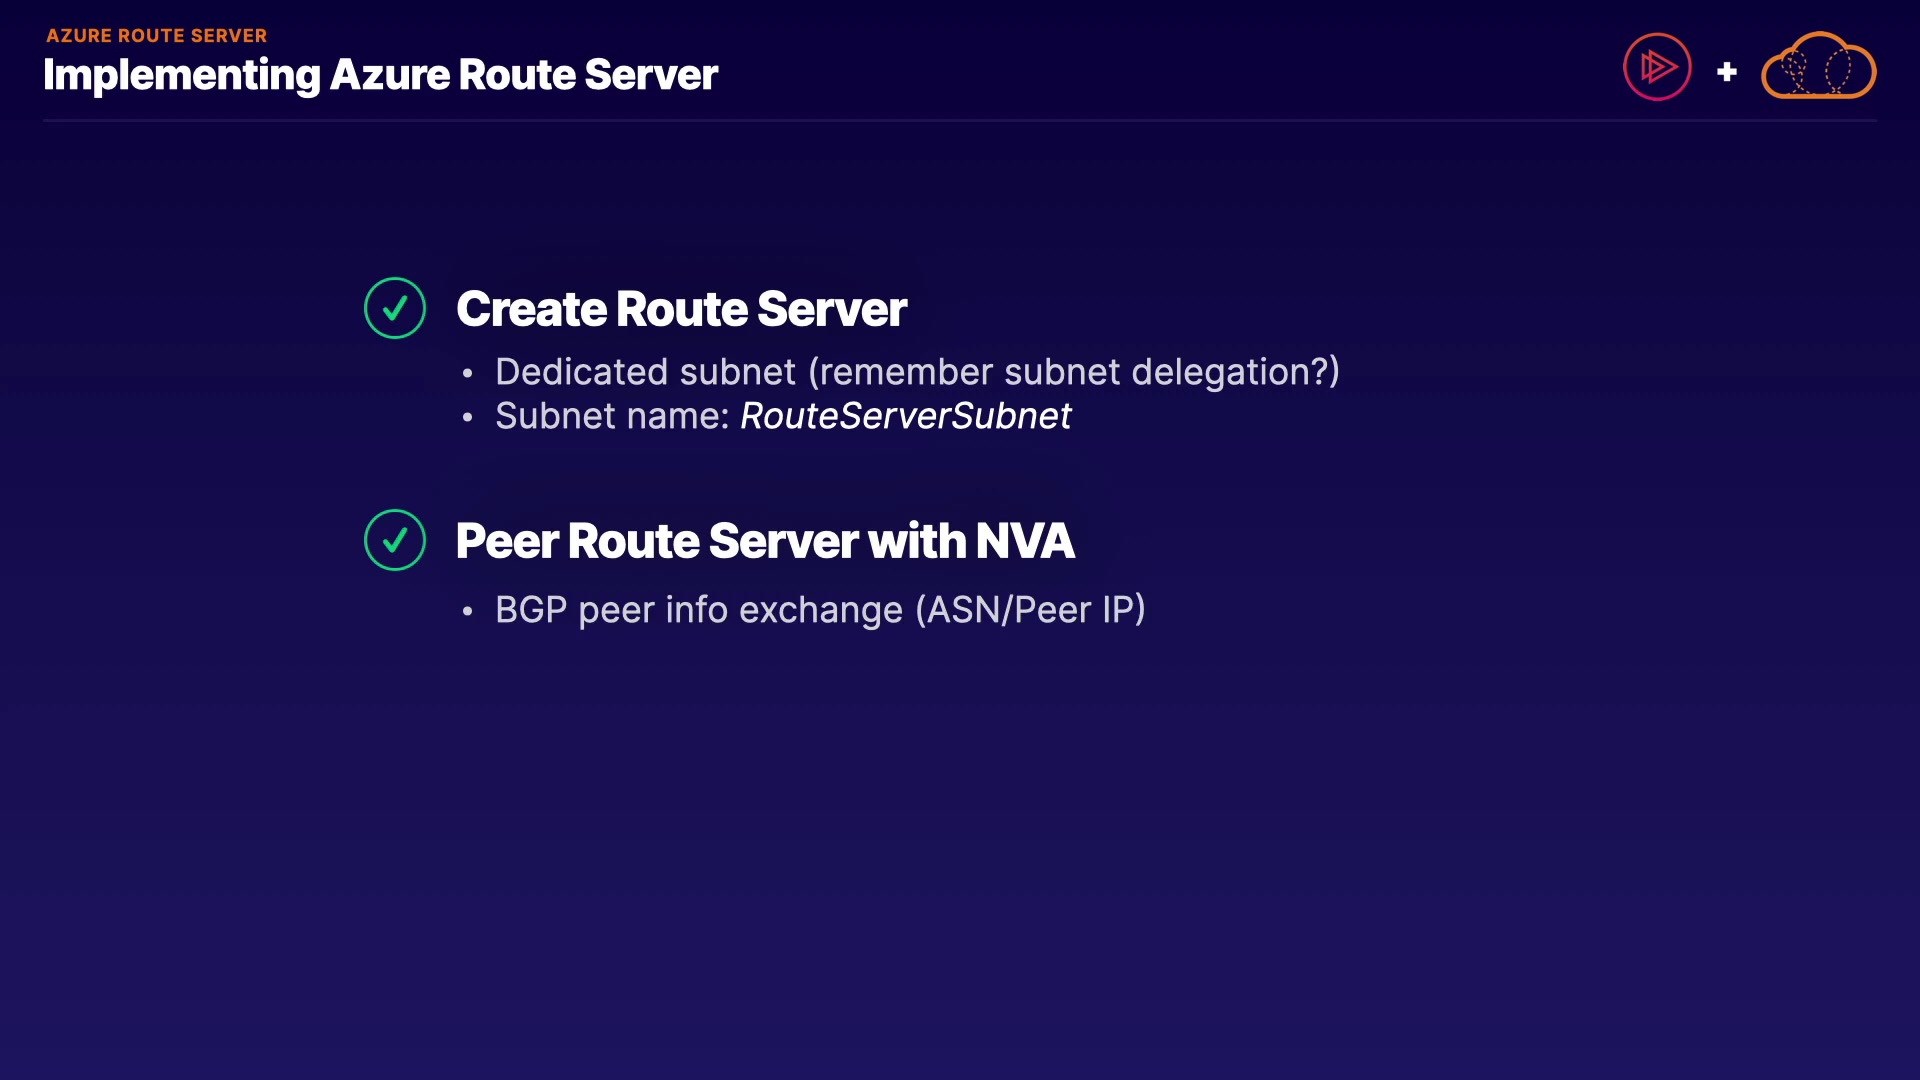 AZURE ROUTE SERVER
Implementing Azure Route Server
+
Create Route Server
• Dedicated subnet (remember subnet delegation?)
• Subnet name: RouteServerSubnet
Peer Route Server with NVA
• BGP peer info exchange (ASN/Peer IP)